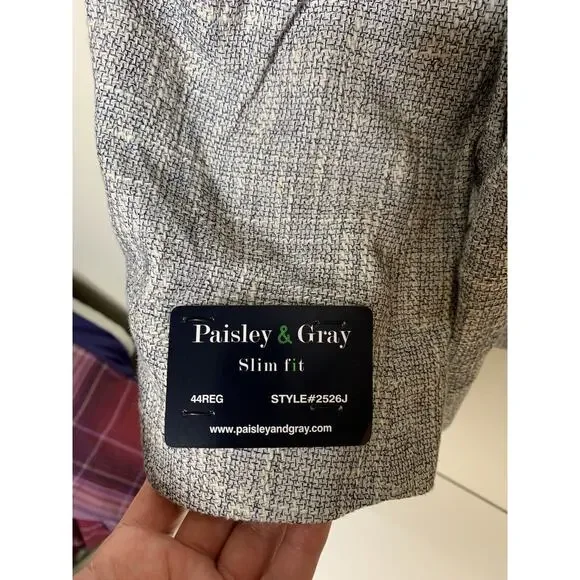 Paisley & Gray
Slim fit
44REG STYLE#2526J
www.paisleyandgray.com